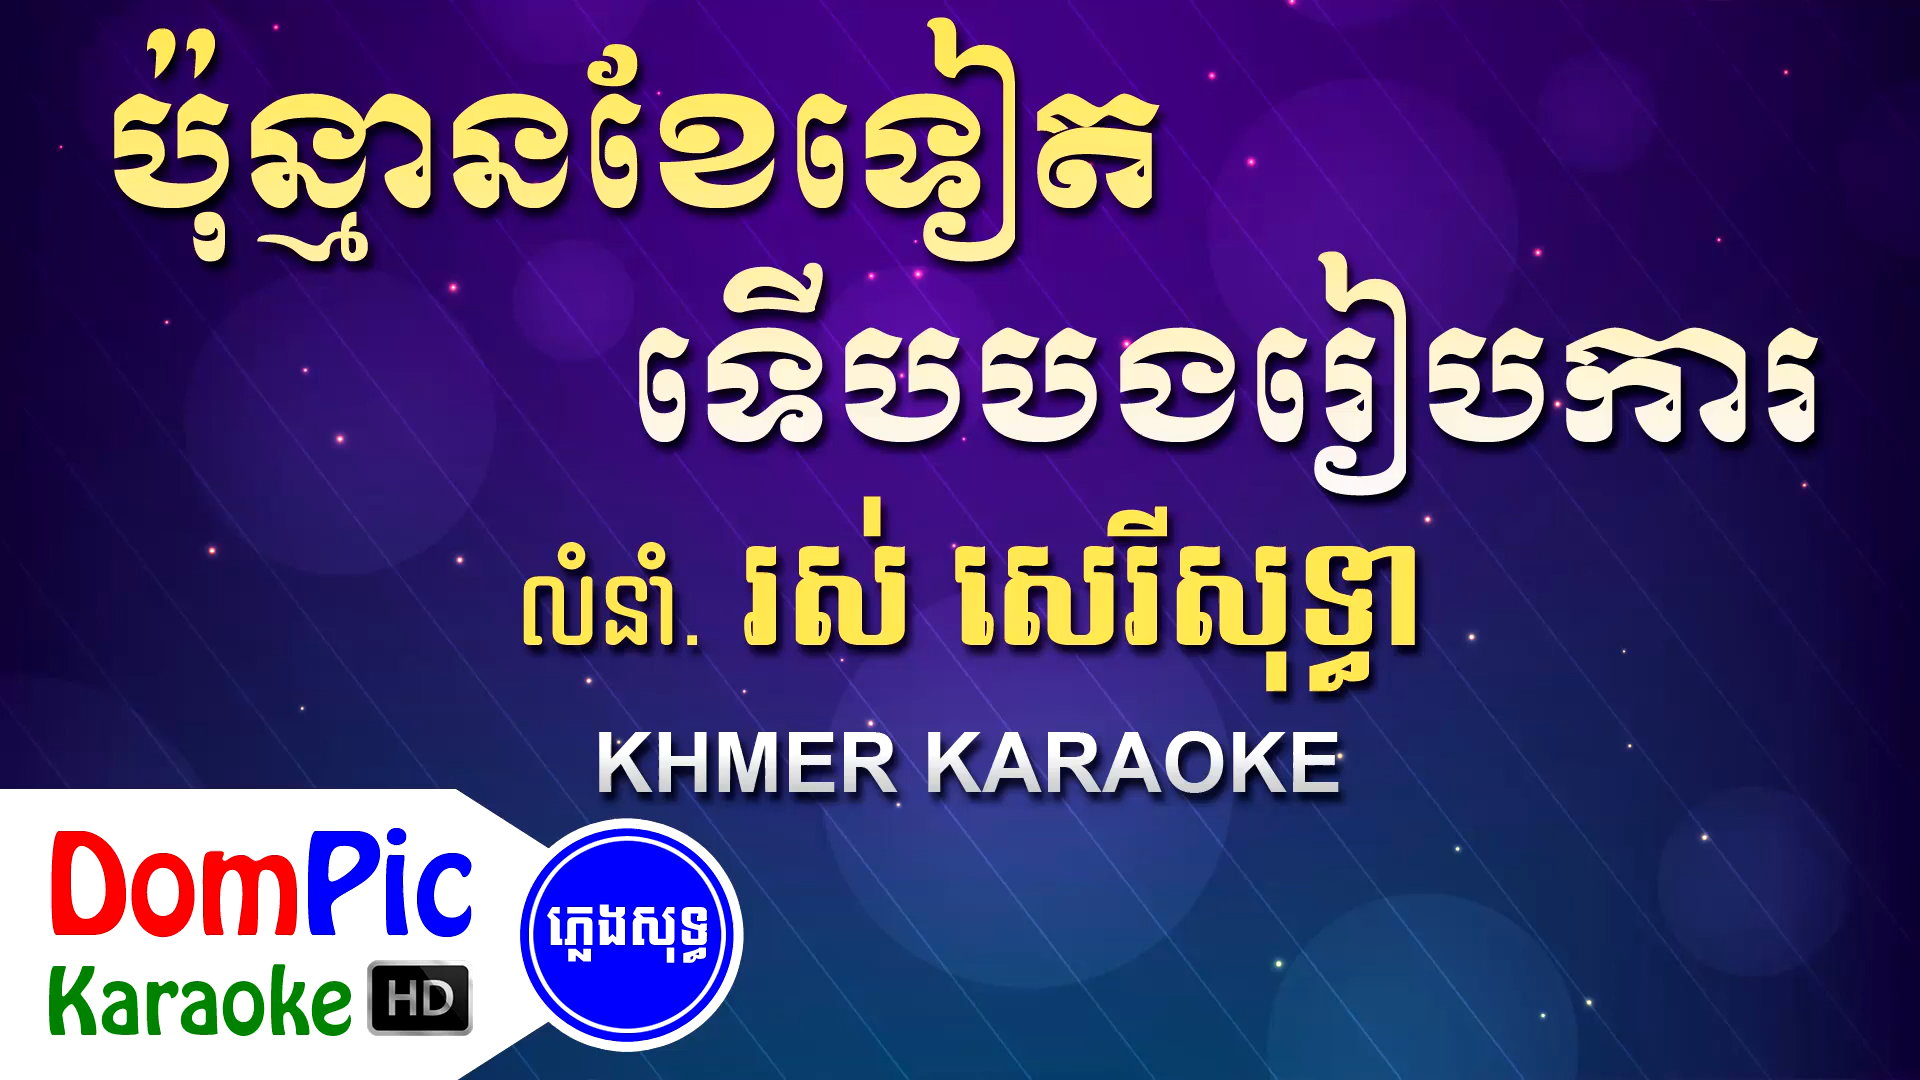 ប៉ុន្មានខែទៀត
ទើបបងរៀបការ
លំនាំ. រស់ សេរីសុទ្ធា
KHMER KARAOKE
DomPic
Karaoke HD
ភ្លេងសុទ្ធ